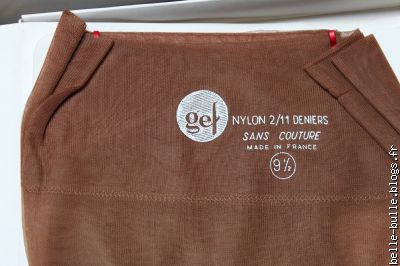 gef
NYLON 2/11 DENIERS
SANS COUTURE
MADE IN FRANCE
9½
belle-bulle.blogs.fr